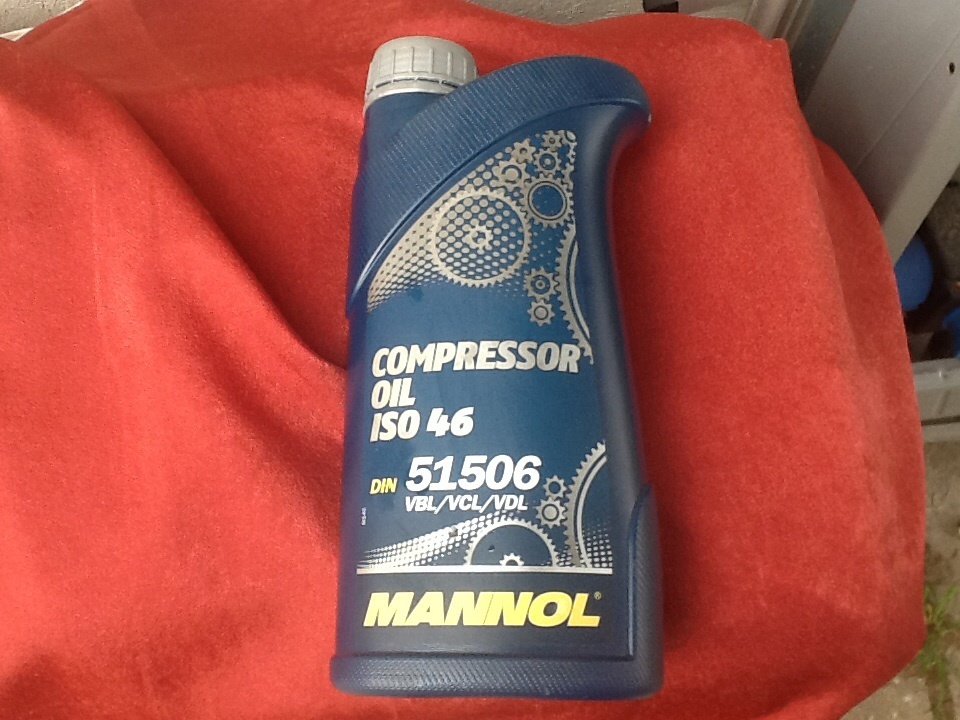 COMPRESSOR
OIL
ISO 46
DIN 51506
VBL/VCL/VDL
MANNOL®